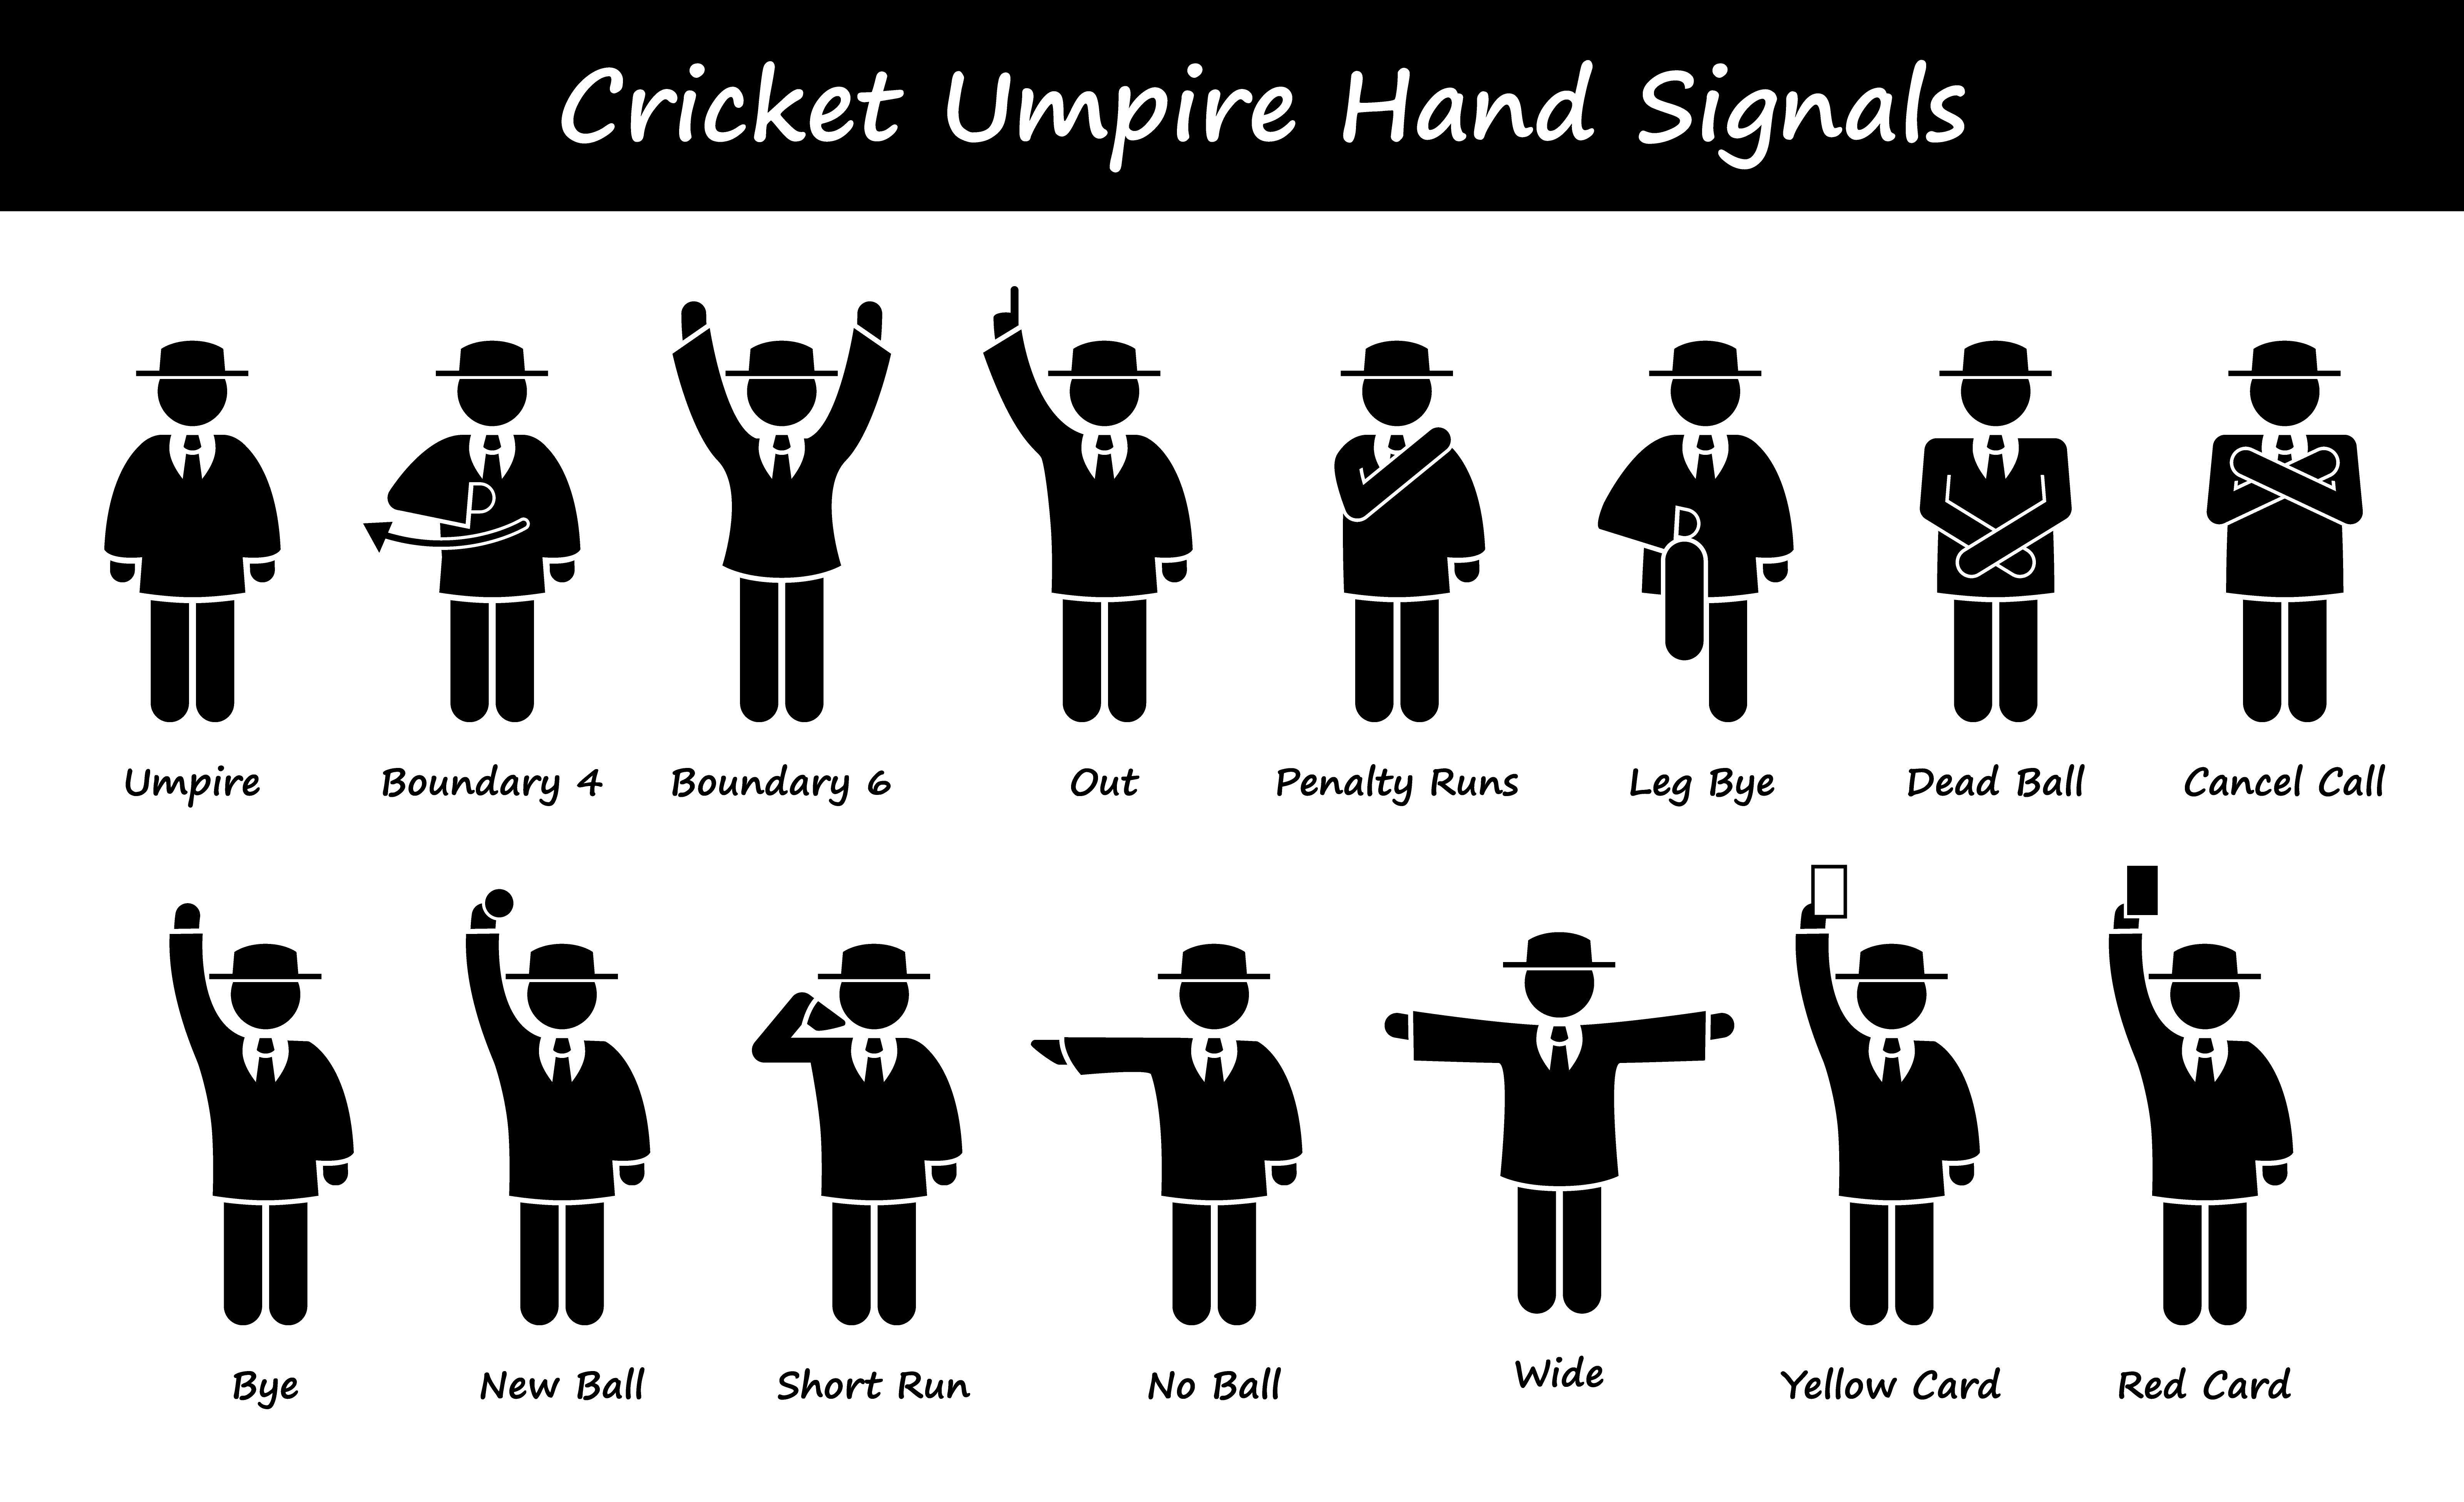 Cricket Umpire Hand Signals
Umpire Boundary 4 Boundary 6 Out Penalty Runs Leg Bye Dead Ball Cancel Call
Bye New Ball Short Run No Ball Wide Yellow Card Red Card